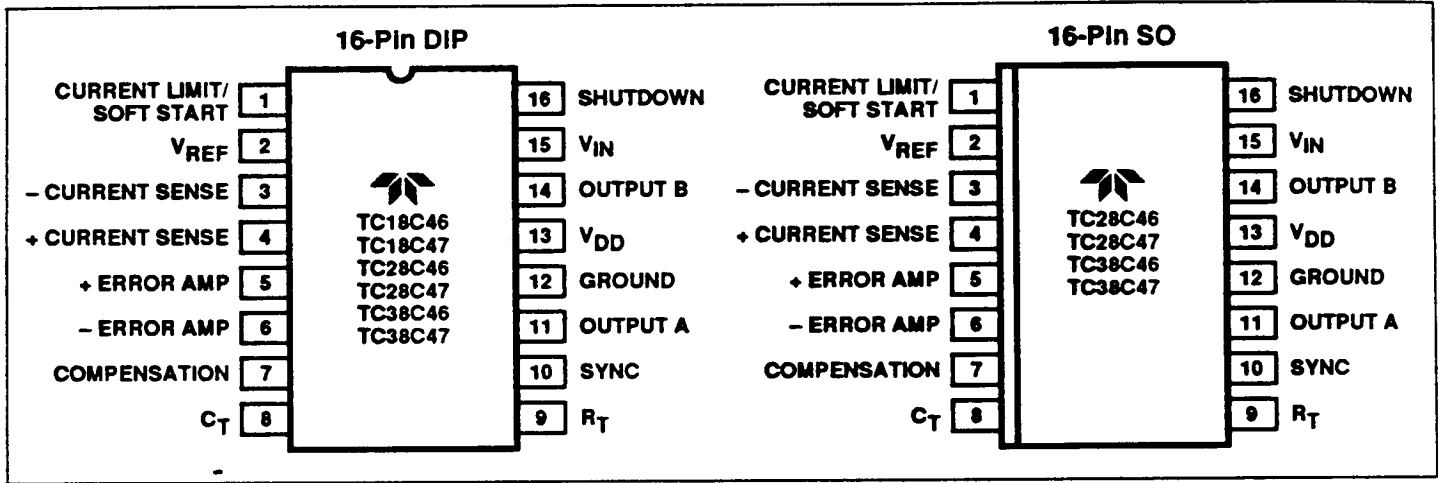 16-Pin DIP
CURRENT LIMIT/
SOFT START
1
VREF 2
– CURRENT SENSE 3
+ CURRENT SENSE 4
+ ERROR AMP 5
– ERROR AMP 6
COMPENSATION 7
CT 8
TC18C46
TC18C47
TC28C46
TC28C47
TC38C46
TC38C47
16 SHUTDOWN
15 VIN
14 OUTPUT B
13 VDD
12 GROUND
11 OUTPUT A
10 SYNC
9 RT
16-Pin SO
CURRENT LIMIT/
SOFT START
1
VREF 2
– CURRENT SENSE 3
+ CURRENT SENSE 4
+ ERROR AMP 5
– ERROR AMP 6
COMPENSATION 7
CT 8
TC28C46
TC28C47
TC38C46
TC38C47
16 SHUTDOWN
15 VIN
14 OUTPUT B
13 VDD
12 GROUND
11 OUTPUT A
10 SYNC
9 RT